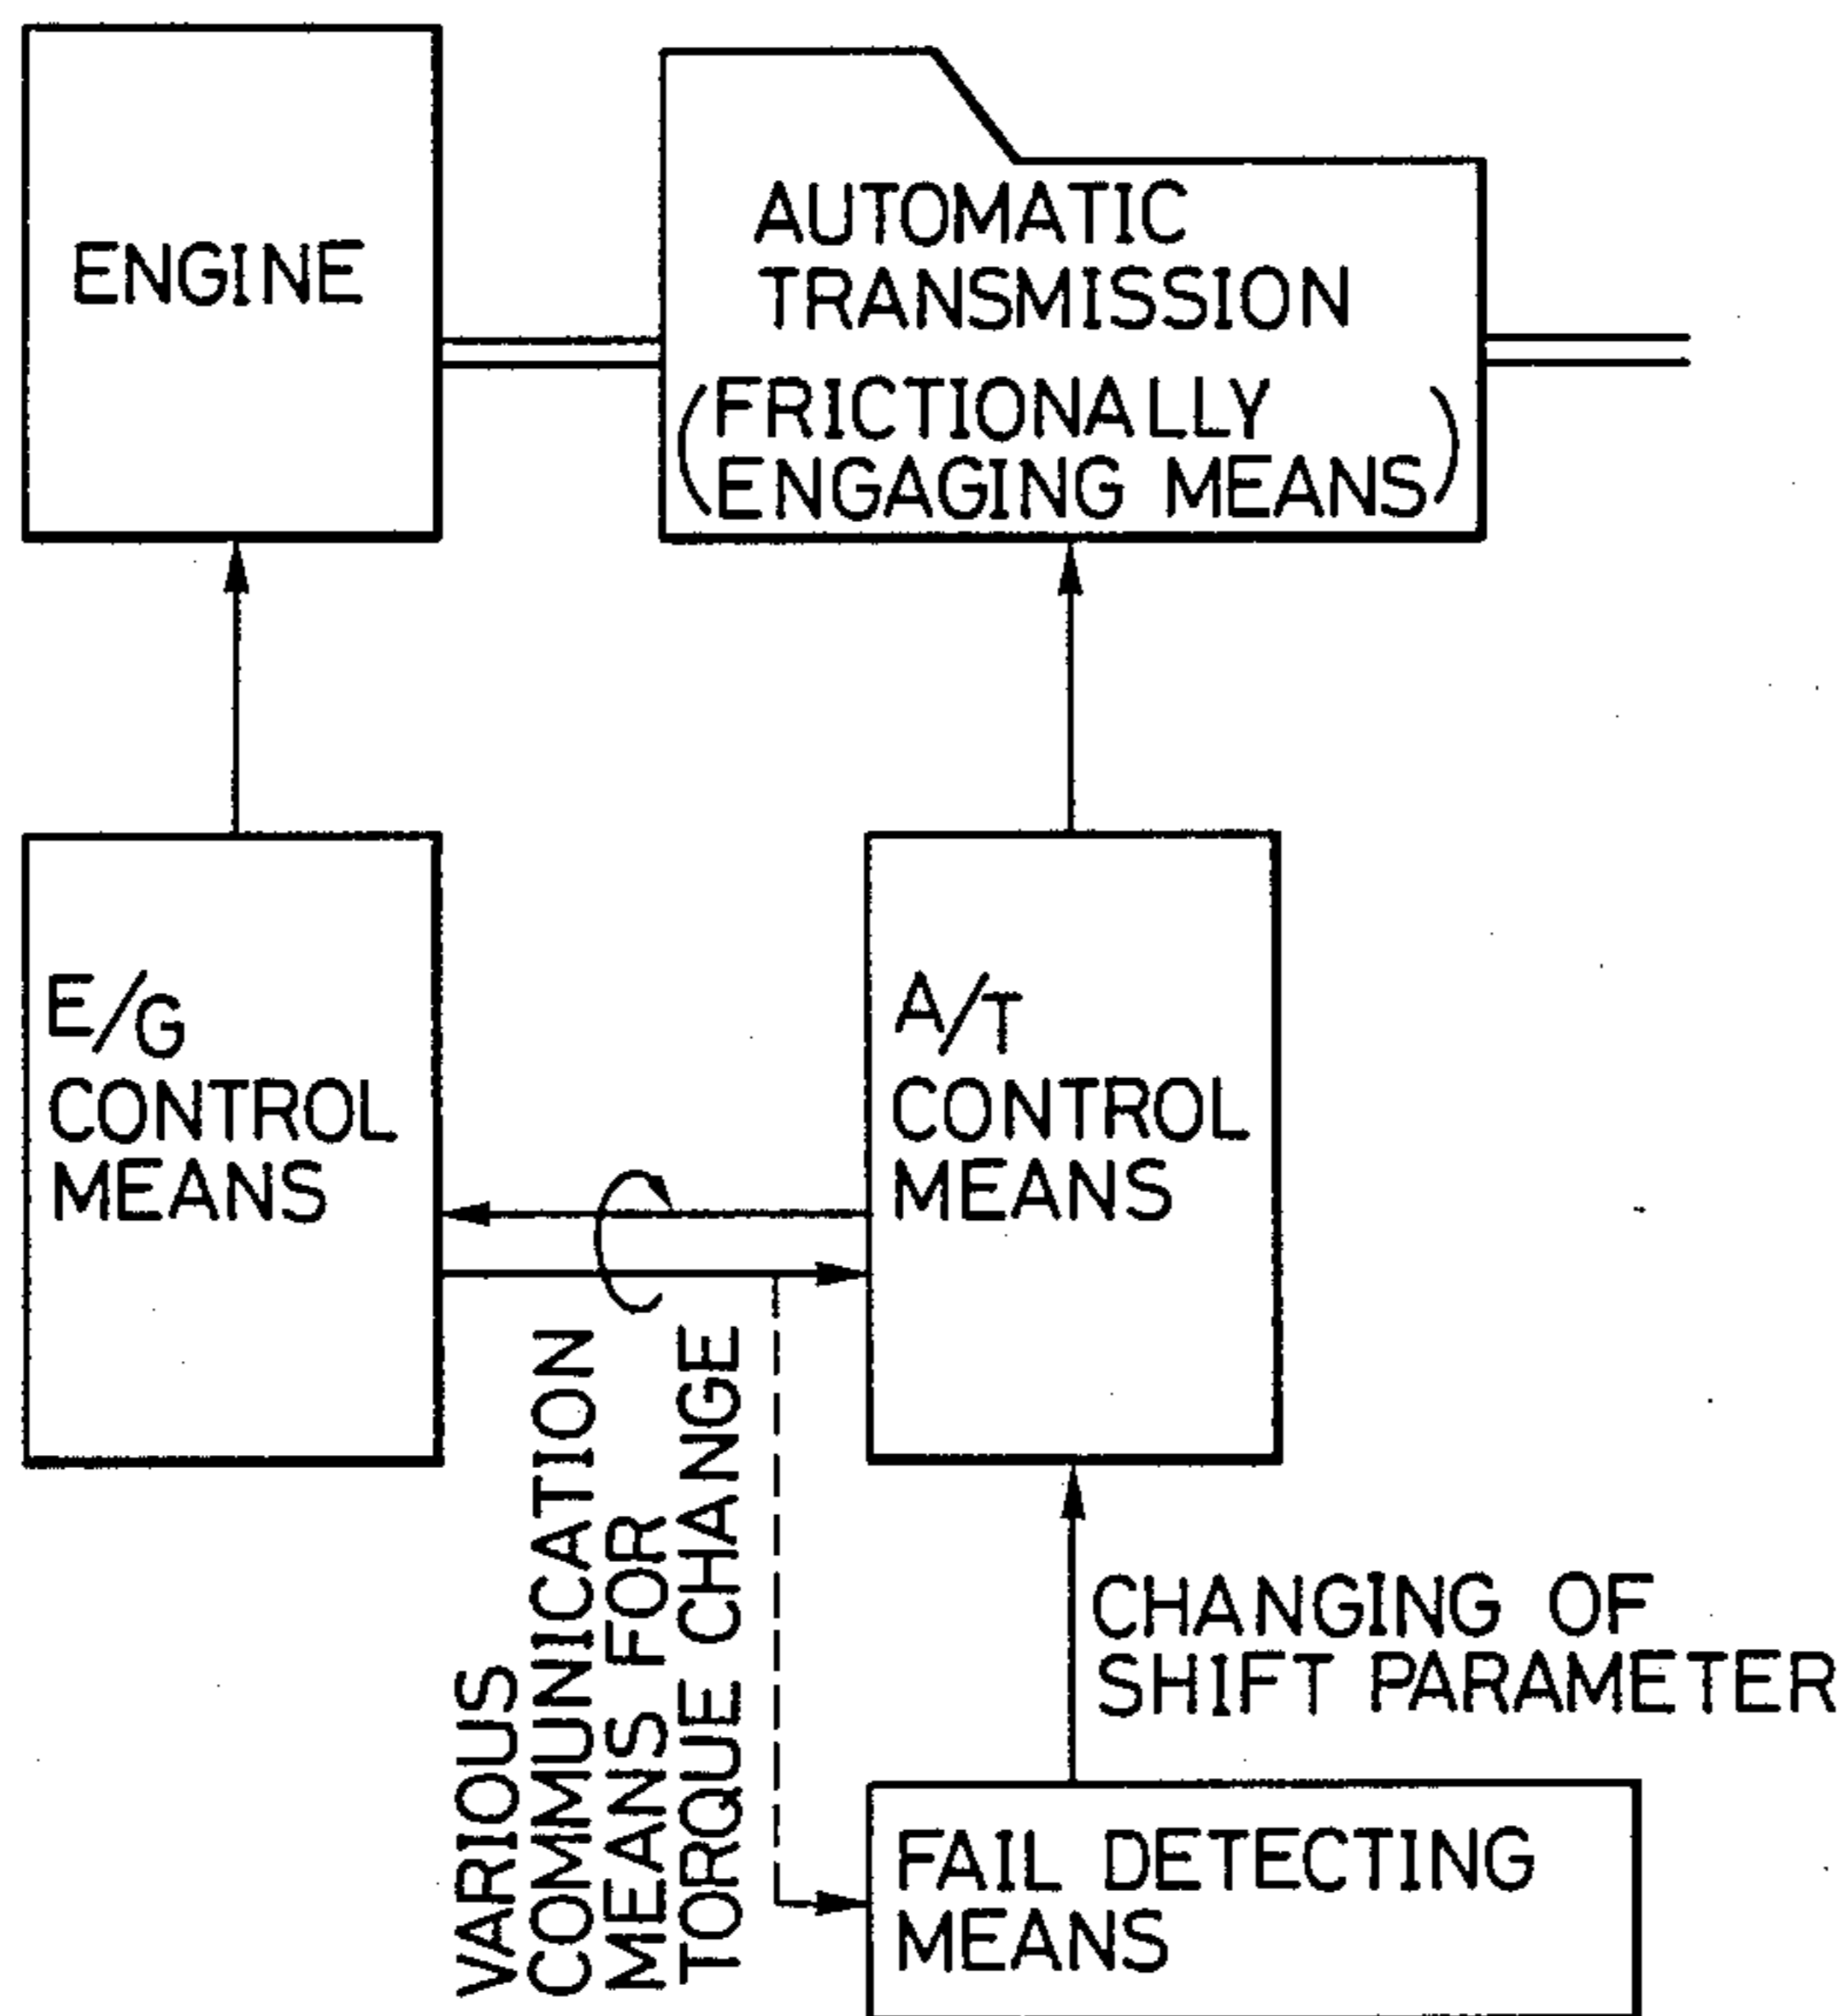 ENGINE
AUTOMATIC
TRANSMISSION
(FRICTIONALLY
ENGAGING MEANS)
E/G
CONTROL
MEANS
A/T
CONTROL
MEANS
VARIOUS
COMMUNICATION
MEANS FOR
TORQUE CHANGE
CHANGING OF
SHIFT PARAMETER
FAIL DETECTING
MEANS